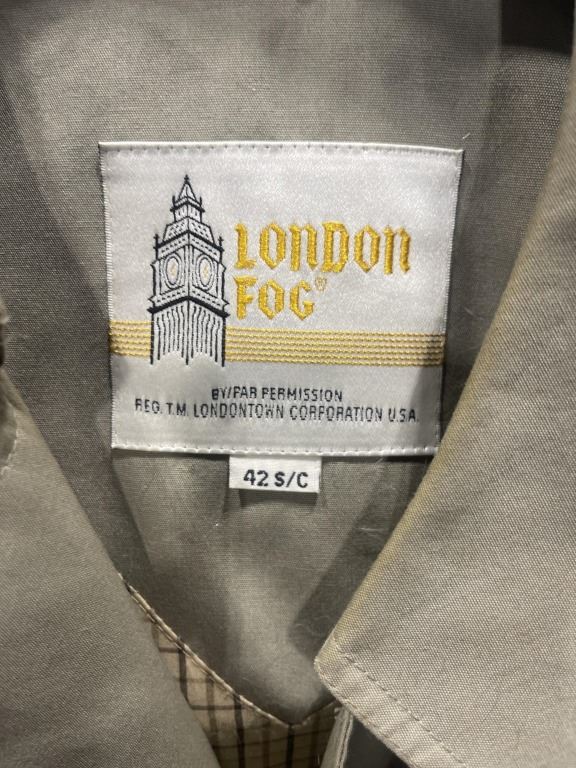 LONDON
FOG
BY/PAR PERMISSION
REG. T.M. LONDONTOWN CORPORATION U.S.A.
42 S/C